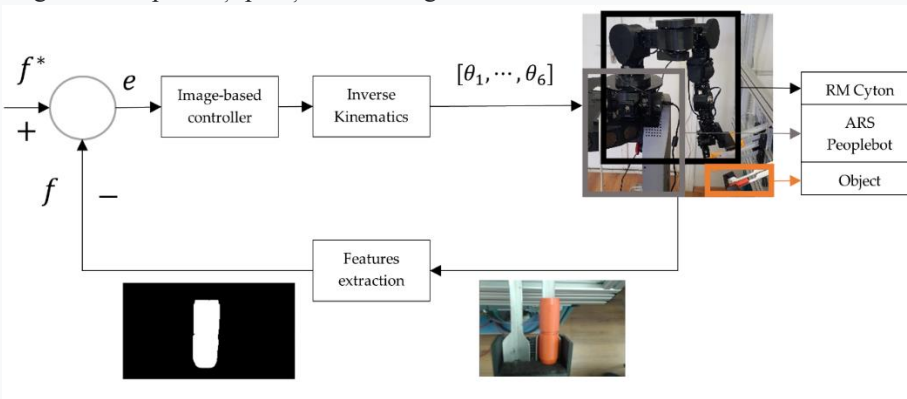 f*
+
e
Image-based
controller
Inverse
Kinematics
[θ₁, ⋯, θ₆]
RM Cyton
ARS
Peoplebot
Object
f
−
Features
extraction